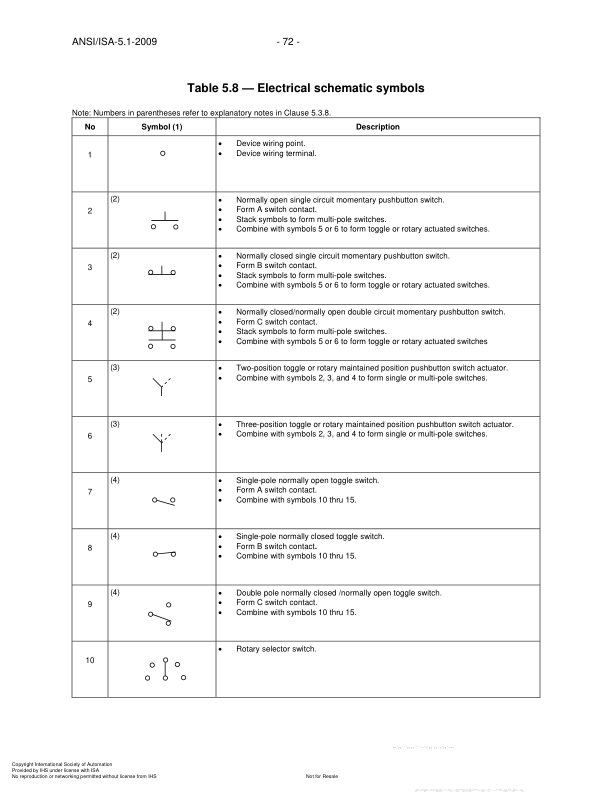 ANSI/ISA-5.1-2009 - 72 -
Table 5.8 — Electrical schematic symbols
Note: Numbers in parentheses refer to explanatory notes in Clause 5.3.8.
No Symbol (1) Description
1
• Device wiring point.
• Device wiring terminal.
2 (2)
• Normally open single circuit momentary pushbutton switch.
• Form A switch contact.
• Stack symbols to form multi-pole switches.
• Combine with symbols 5 or 6 to form toggle or rotary actuated switches.
3 (2)
• Normally closed single circuit momentary pushbutton switch.
• Form B switch contact.
• Stack symbols to form multi-pole switches.
• Combine with symbols 5 or 6 to form toggle or rotary actuated switches.
4 (2)
• Normally closed/normally open double circuit momentary pushbutton switch.
• Form C switch contact.
• Stack symbols to form multi-pole switches.
• Combine with symbols 5 or 6 to form toggle or rotary actuated switches
5 (3)
• Two-position toggle or rotary maintained position pushbutton switch actuator.
• Combine with symbols 2, 3, and 4 to form single or multi-pole switches.
6 (3)
• Three-position toggle or rotary maintained position pushbutton switch actuator.
• Combine with symbols 2, 3, and 4 to form single or multi-pole switches.
7 (4)
• Single-pole normally open toggle switch.
• Form A switch contact.
• Combine with symbols 10 thru 15.
8 (4)
• Single-pole normally closed toggle switch.
• Form B switch contact.
• Combine with symbols 10 thru 15.
9 (4)
• Double pole normally closed /normally open toggle switch.
• Form C switch contact.
• Combine with symbols 10 thru 15.
10
• Rotary selector switch.
Copyright International Society of Automation
Provided by IHS under license with ISA
No reproduction or networking permitted without license from IHS Not for Resale